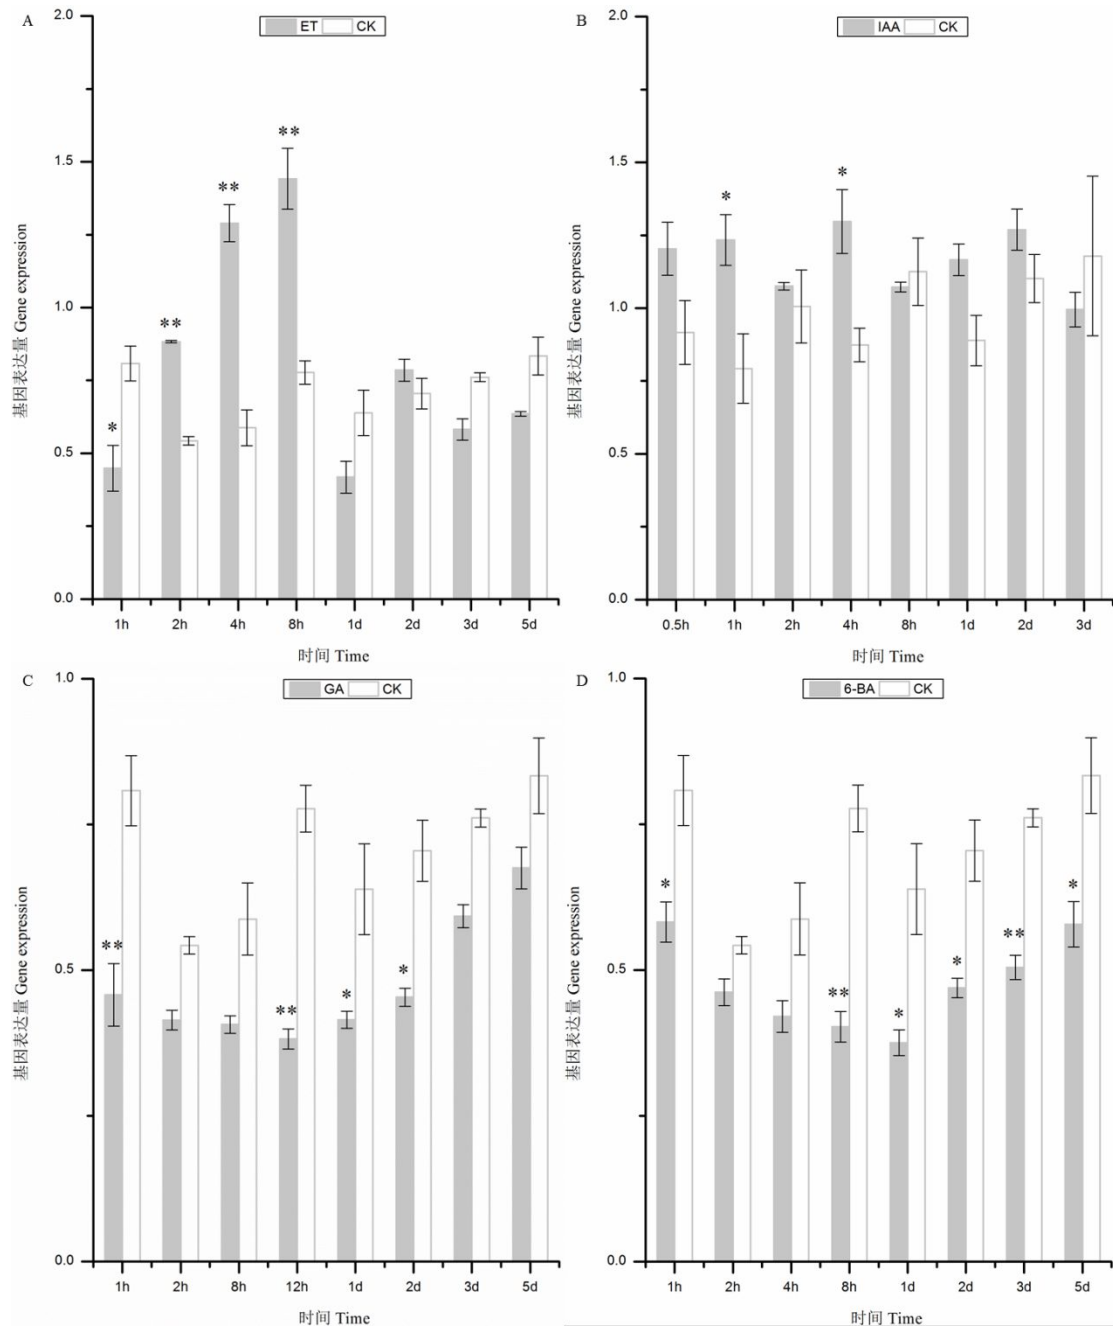 A
ET CK
2.0
1.5
1.0
0.5
0.0
基因表达量 Gene expression
*
**
**
**
1h 2h 4h 8h 1d 2d 3d 5d
时间 Time
B
IAA CK
2.0
1.5
1.0
0.5
0.0
基因表达量 Gene expression
*
*
0.5h 1h 2h 4h 8h 1d 2d 3d
时间 Time
C
GA CK
1.0
0.5
0.0
基因表达量 Gene expression
**
**
*
*
1h 2h 8h 12h 1d 2d 3d 5d
时间 Time
D
6-BA CK
1.0
0.5
0.0
基因表达量 Gene expression
*
**
*
*
**
*
1h 2h 4h 8h 1d 2d 3d 5d
时间 Time